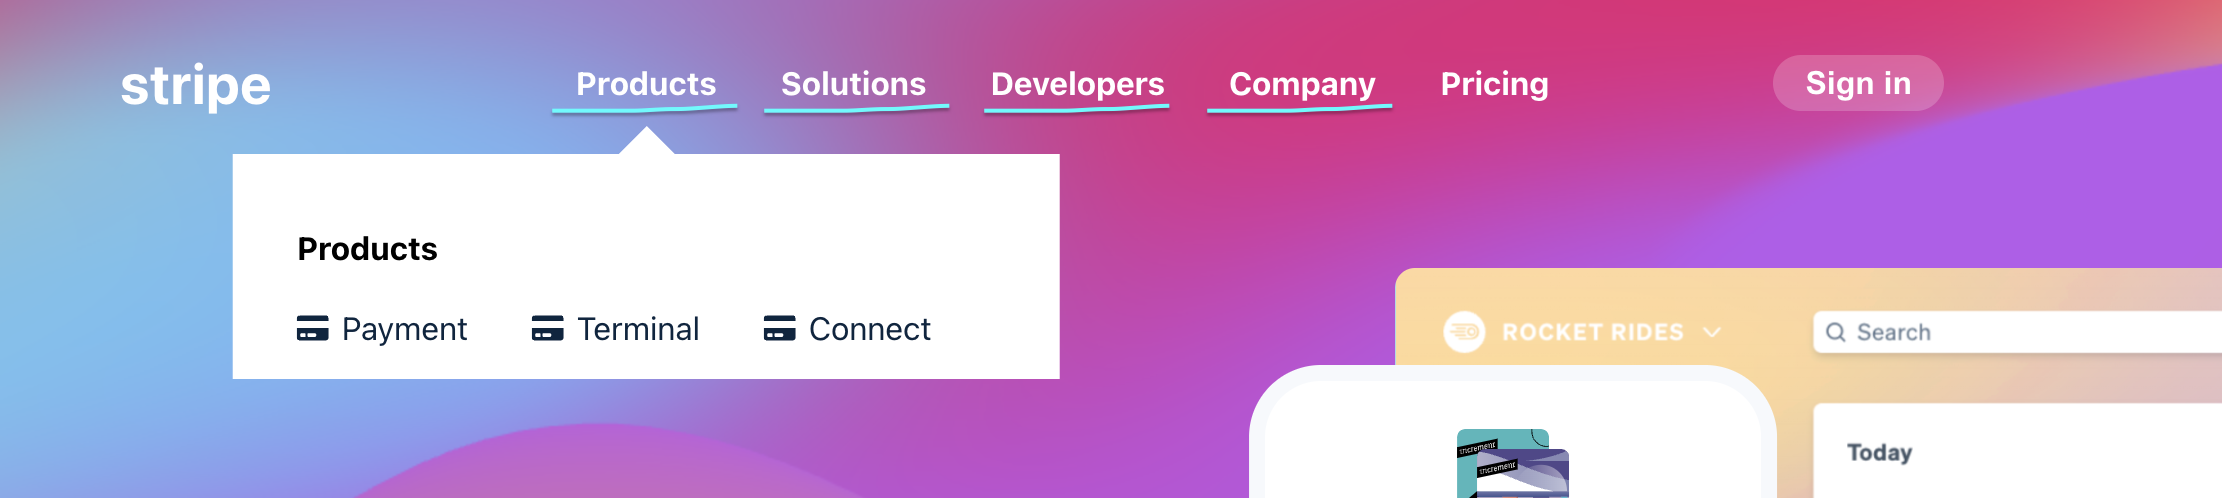 stripe Products Solutions Developers Company Pricing Sign in
Products
Payment Terminal Connect
ROCKET RIDES Search
Today
increment
increment